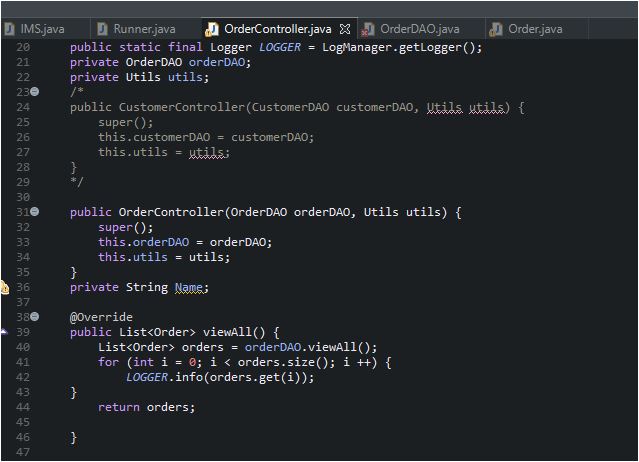 IMS.java Runner.java OrderController.java OrderDAO.java Order.java
20 public static final Logger LOGGER = LogManager.getLogger();
21 private OrderDAO orderDAO;
22 private Utils utils;
23 /*
24 public CustomerController(CustomerDAO customerDAO, Utils utils) {
25 super();
26 this.customerDAO = customerDAO;
27 this.utils = utils;
28 }
29 */
30
31 public OrderController(OrderDAO orderDAO, Utils utils) {
32 super();
33 this.orderDAO = orderDAO;
34 this.utils = utils;
35 }
36 private String Name;
37
38 @Override
39 public List<Order> viewAll() {
40 List<Order> orders = orderDAO.viewAll();
41 for (int i = 0; i < orders.size(); i ++) {
42 LOGGER.info(orders.get(i));
43 }
44 return orders;
45
46 }
47